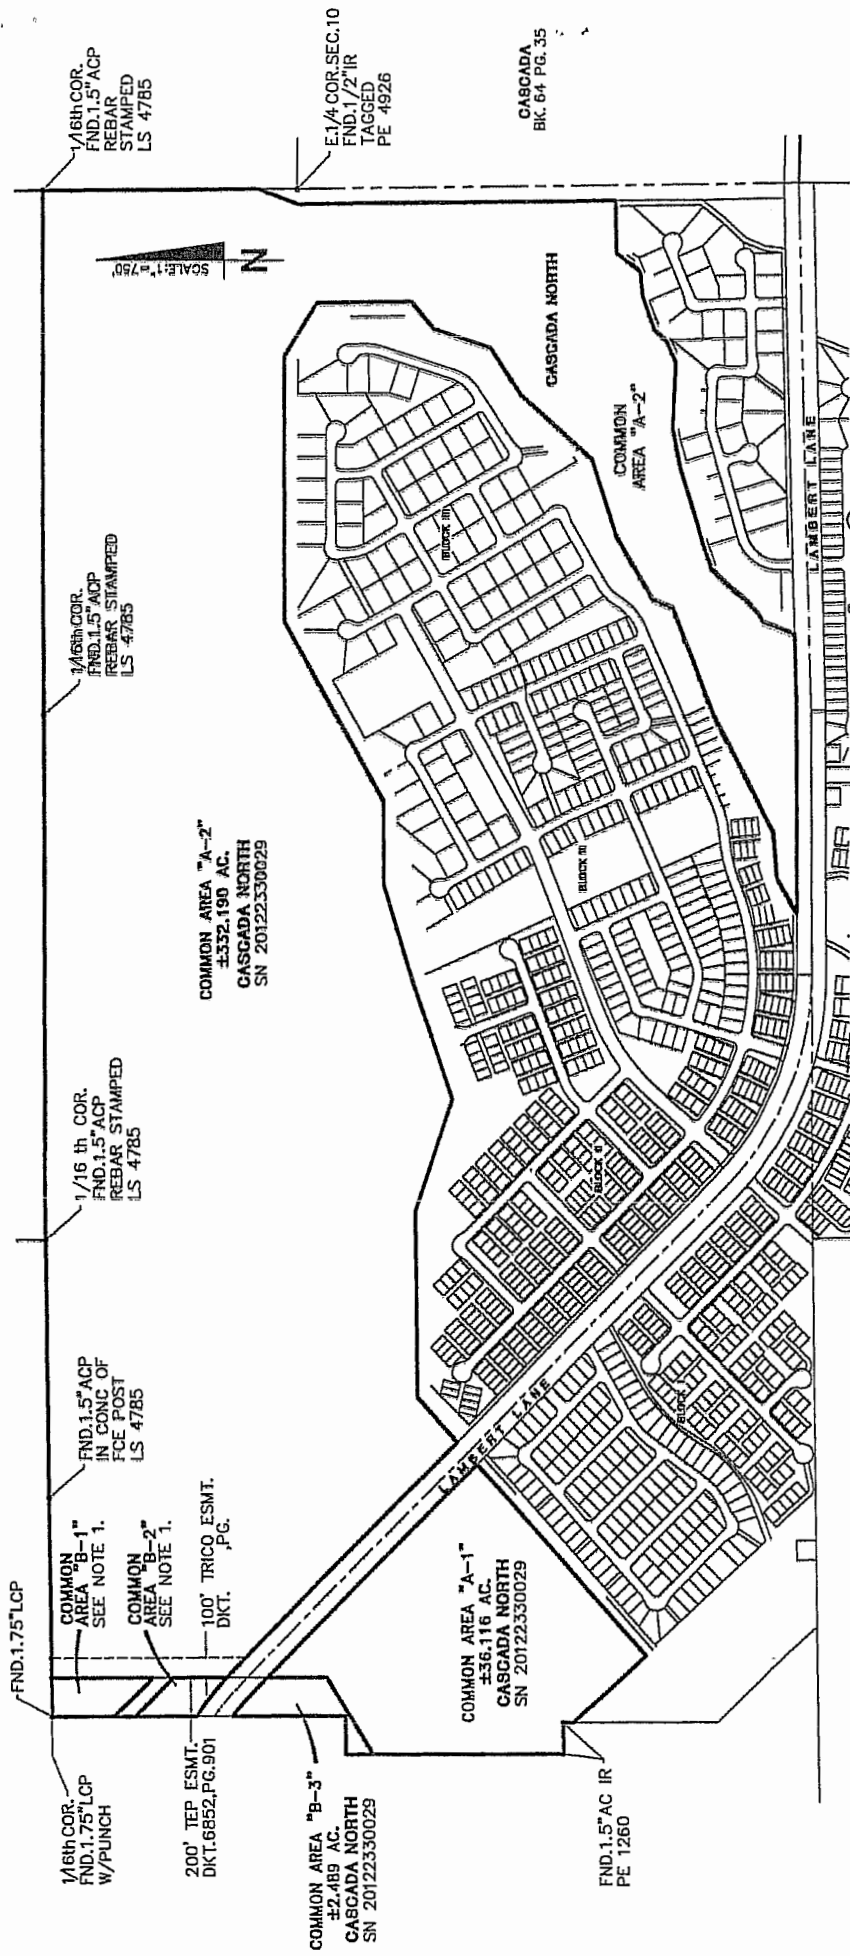 FND.1.75"LCP
1/16th COR.
FND.1.75"LCP
W/PUNCH
COMMON
AREA "B-1"
SEE NOTE 1.
COMMON
AREA "B-2"
SEE NOTE 1.
100' TRICO ESMT.
DKT. ,PG.
200' TEP ESMT.
DKT.6852,PG.901
COMMON AREA "B-3"
±2.489 AC.
CASCADA NORTH
SN 20122330029
FND.1.5"ACP
IN CONC OF
FCE POST
LS 4785
1/16 th COR.
FND.1.5"ACP
REBAR STAMPED
LS 4785
1/16th COR.
FND.1.5"ACP
REBAR STAMPED
LS 4785
1/16th COR.
FND.1.5"ACP
REBAR
STAMPED
LS 4785
E.1/4 COR.SEC.10
FND.1/2"IR
TAGGED
PE 4926
CASCADA
BK. 64 PG. 35
SCALE:1"=750'
N
COMMON AREA "A-2"
±332.190 AC.
CASCADA NORTH
SN 20122330029
CASCADA NORTH
COMMON
AREA "A-2"
LAMBERT LANE
BLOCK III
BLOCK III
BLOCK II
BLOCK I
LAMBERT LANE
COMMON AREA "A-1"
±36.116 AC.
CASCADA NORTH
SN 20122330029
FND.1.5"AC IR
PE 1260